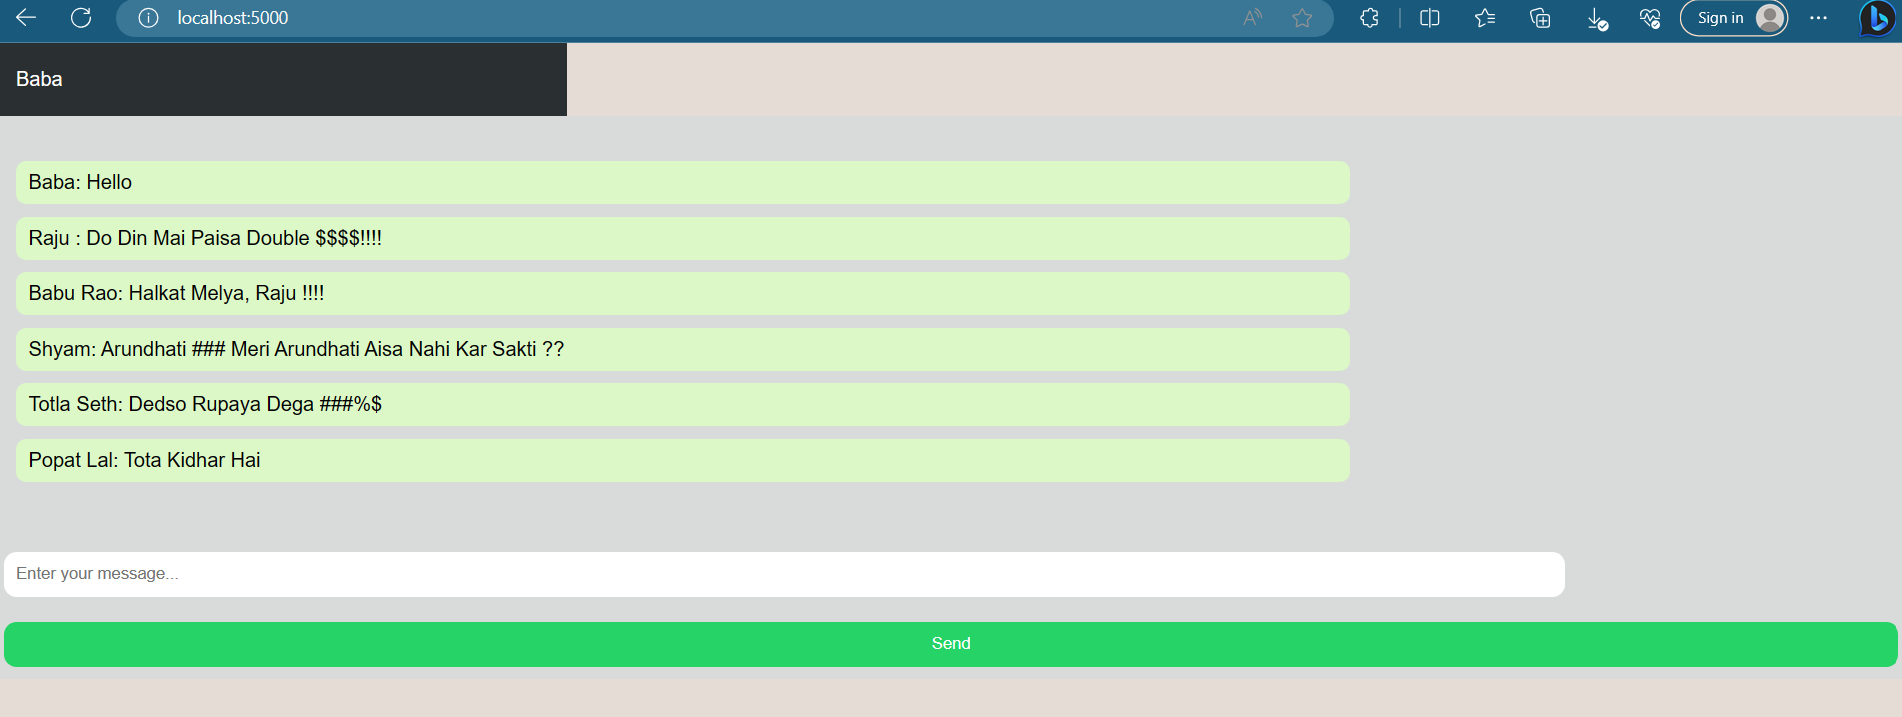 localhost:5000
Sign in
Baba
Baba: Hello
Raju : Do Din Mai Paisa Double $$$$!!!!
Babu Rao: Halkat Melya, Raju !!!!
Shyam: Arundhati ### Meri Arundhati Aisa Nahi Kar Sakti ??
Totla Seth: Dedso Rupaya Dega ###%$
Popat Lal: Tota Kidhar Hai
Enter your message...
Send